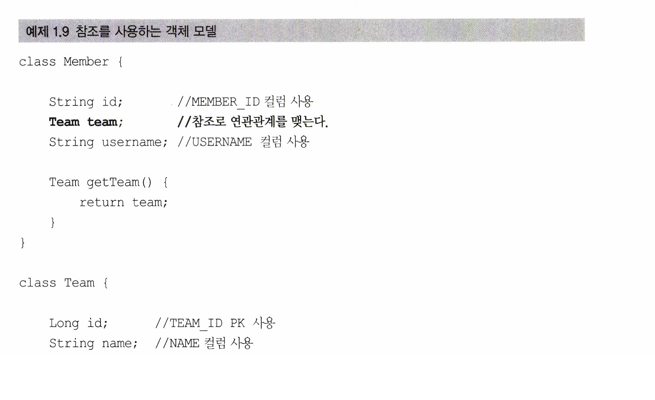 예제 1.9 참조를 사용하는 객체 모델
class Member {
String id; //MEMBER_ID 컬럼 사용
Team team; //참조로 연관관계를 맺는다.
String username; //USERNAME 컬럼 사용
Team getTeam() {
return team;
}
}
class Team {
Long id; //TEAM_ID PK 사용
String name; //NAME 컬럼 사용